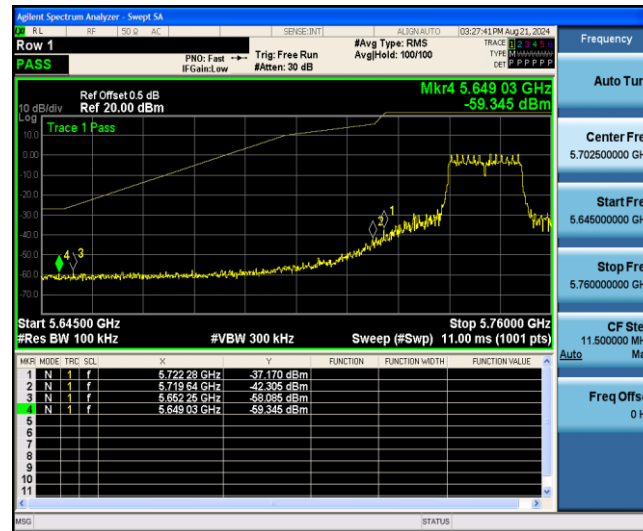 Agilent Spectrum Analyzer - Swept SA
RL RF 50 Ω AC SENSE:INT ALIGNAUTO 03:27:41 PM Aug 21, 2024
Row 1
PASS
PNO: Fast
IFGain:Low
Trig: Free Run
#Atten: 30 dB
#Avg Type: RMS
Avg|Hold: 100/100
TRACE 1 2 3 4 5 6
TYPE M
DET P P P P P P
Ref Offset 0.5 dB
10 dB/div Ref 20.00 dBm
Mkr4 5.649 03 GHz
-59.345 dBm
Log
Trace 1 Pass
10.0
0.00
-10.0
-20.0
-30.0
-40.0
-50.0
-60.0
-70.0
1
2
3
4
Start 5.64500 GHz Stop 5.76000 GHz
#Res BW 100 kHz #VBW 300 kHz Sweep (#Swp) 11.00 ms (1001 pts)
MKR MODE TRC SCL X Y FUNCTION FUNCTION WIDTH FUNCTION VALUE
1 N 1 f 5.722 28 GHz -37.170 dBm
2 N 1 f 5.719 64 GHz -42.305 dBm
3 N 1 f 5.652 25 GHz -58.085 dBm
4 N 1 f 5.649 03 GHz -59.345 dBm
5
6
7
8
9
10
11
MSG STATUS
Frequency
Auto Tun
Center Fre
5.702500000 GH
Start Fre
5.645000000 GH
Stop Fre
5.760000000 GH
CF Ste
11.500000 MH
Auto Ma
Freq Offs
0 H